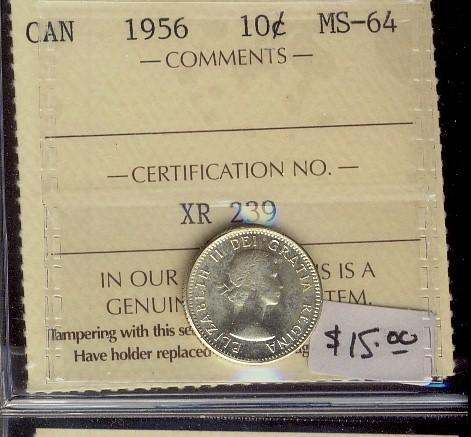 CAN 1956 10¢ MS-64
— COMMENTS —
— CERTIFICATION NO. —
XR 239
IN OUR S IS A
GENUIN TEM.
Tampering with this se
Have holder replaced
ELIZABETH II DEI GRATIA REGINA
$15.00